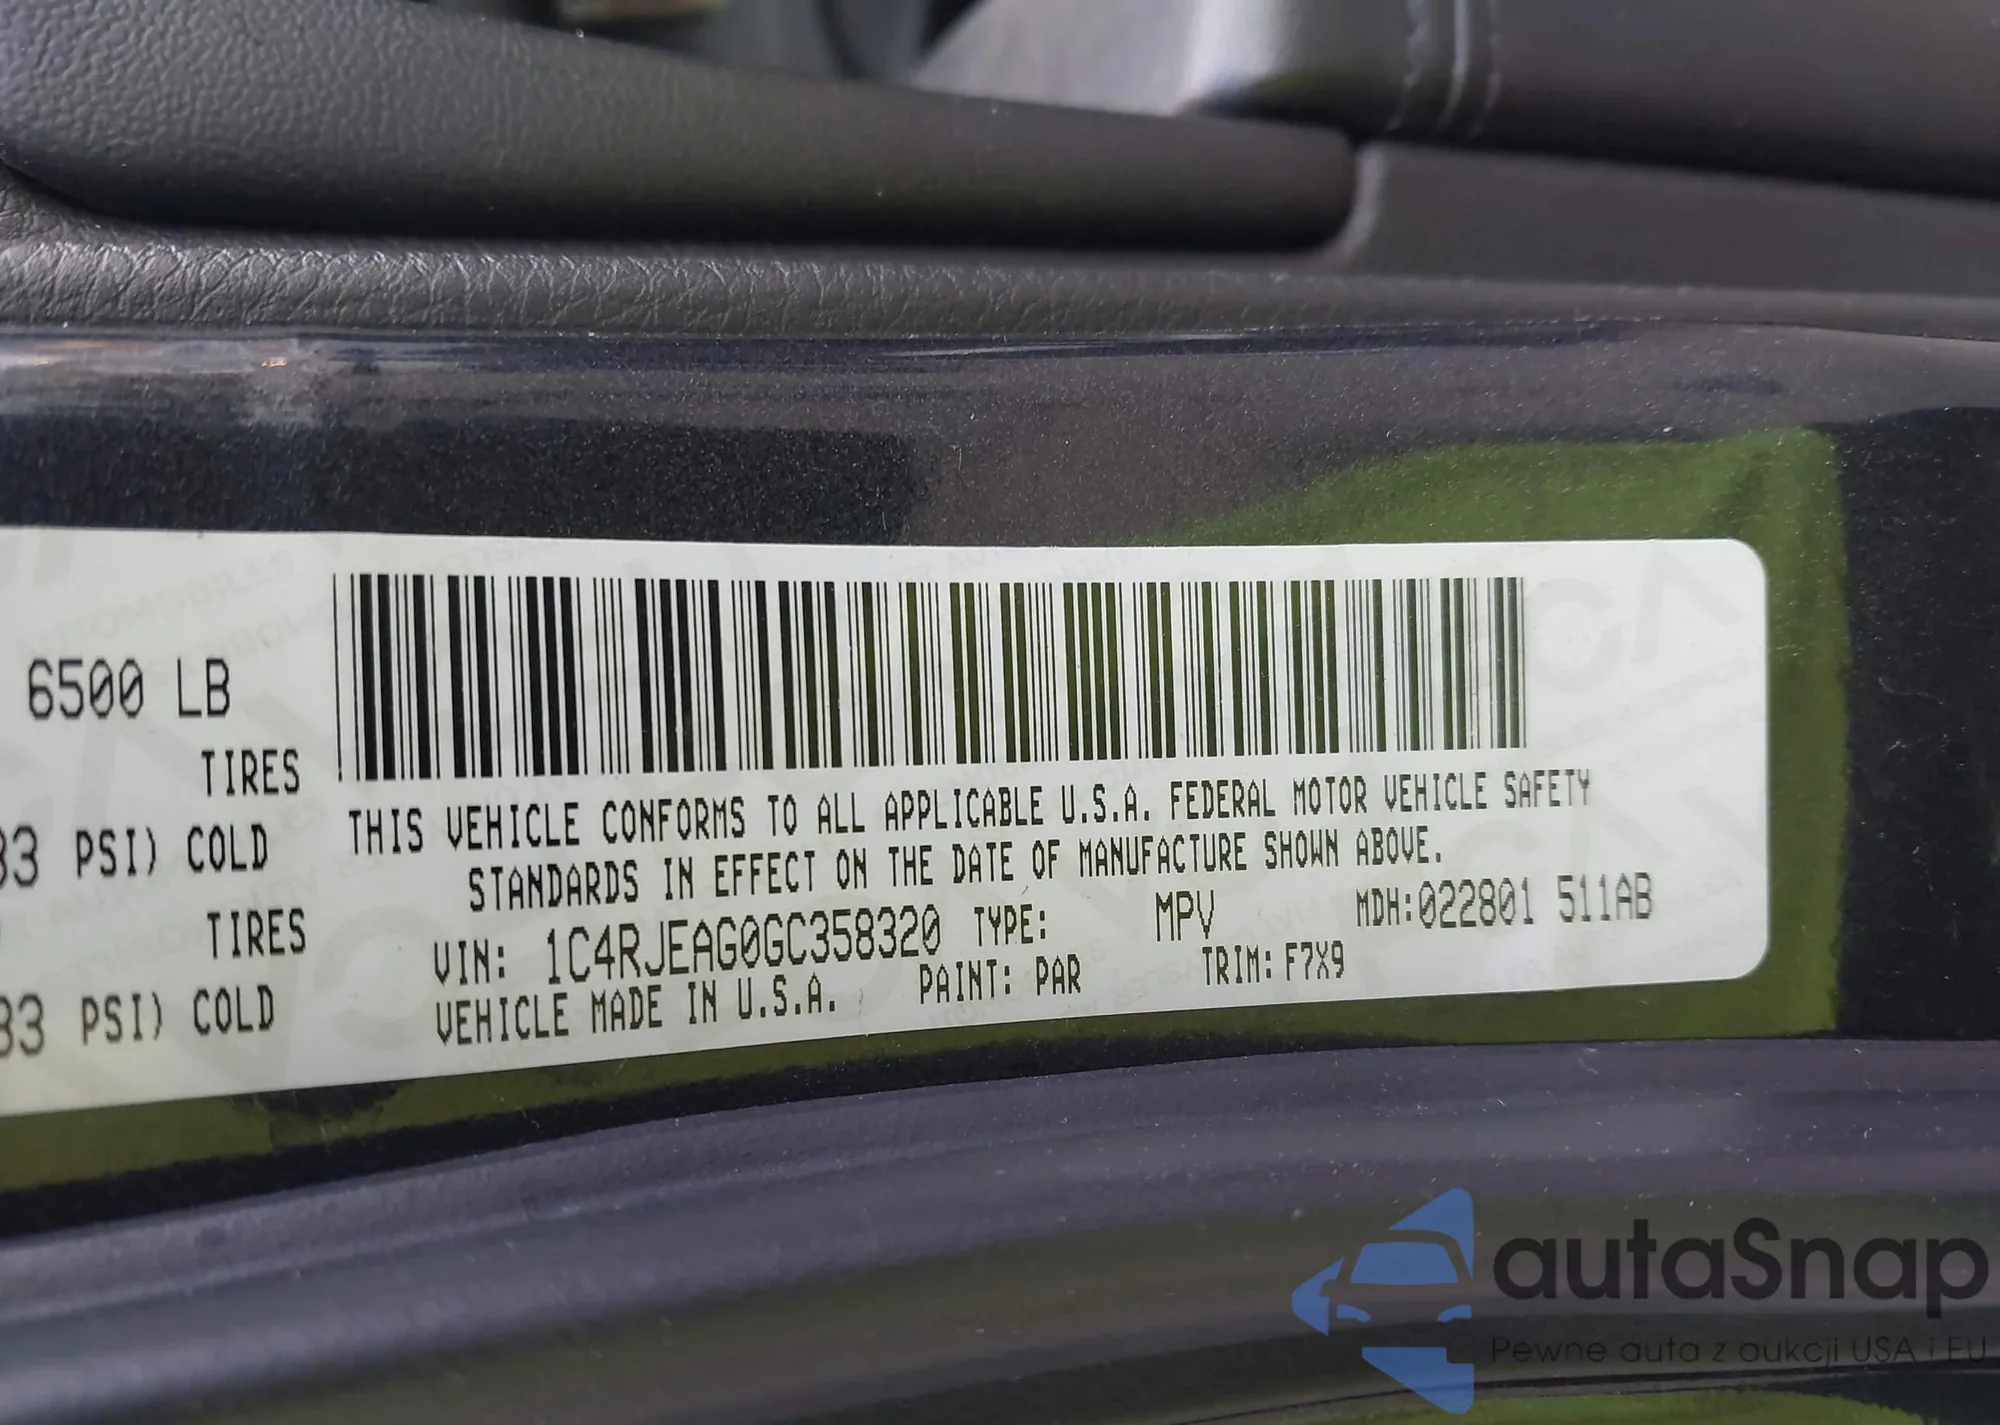 6500 LB
TIRES
33 PSI) COLD
TIRES
33 PSI) COLD
THIS VEHICLE CONFORMS TO ALL APPLICABLE U.S.A. FEDERAL MOTOR VEHICLE SAFETY
STANDARDS IN EFFECT ON THE DATE OF MANUFACTURE SHOWN ABOVE.
VIN: 1C4RJEAG0GC358320 TYPE: MPV MDH:022801 511AB
VEHICLE MADE IN U.S.A. PAINT: PAR TRIM: F7X9
autaSnap
Pewne auta z aukcji USA i EU